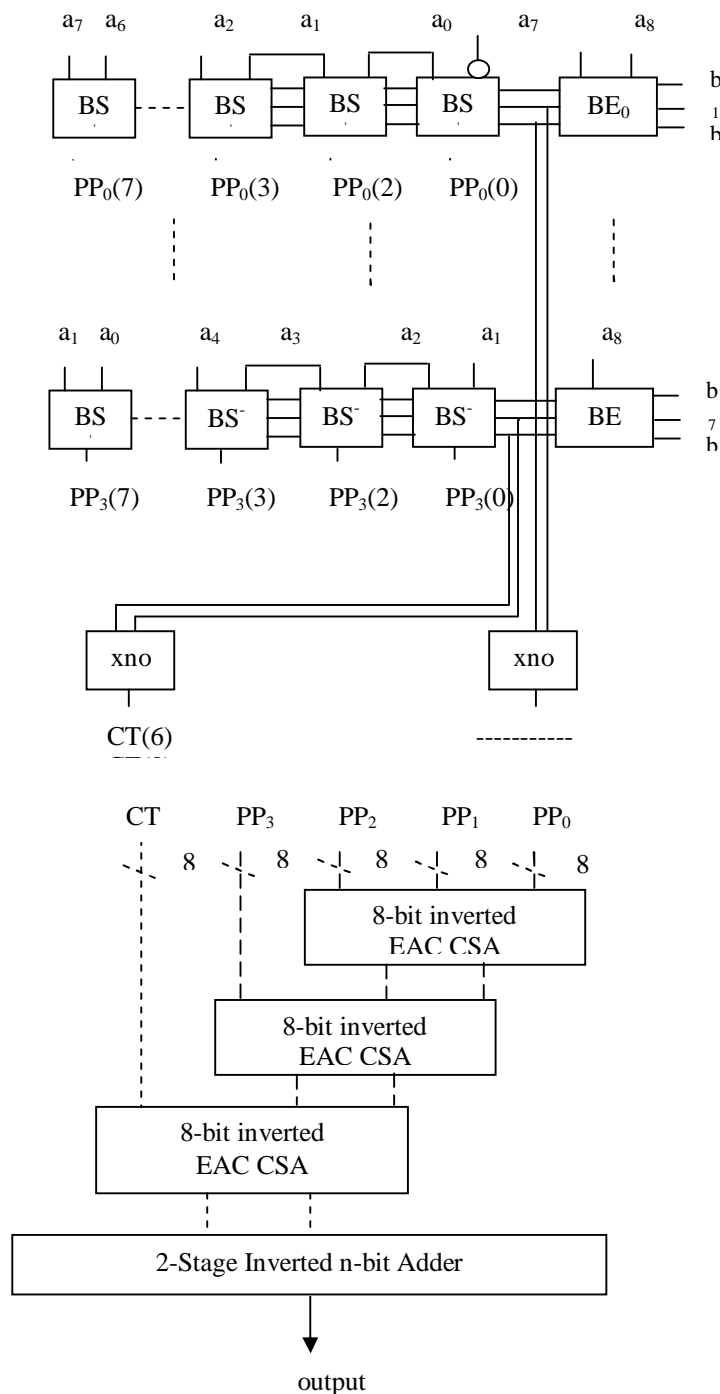 a₇ a₆ a₂ a₁ a₀ a₇ a₈
BS BS BS BS BE₀ b
1
b
PP₀(7) PP₀(3) PP₀(2) PP₀(0)
a₁ a₀ a₄ a₃ a₂ a₁ a₈
BS BS⁻ BS⁻ BS⁻ BE b
7
b
PP₃(7) PP₃(3) PP₃(2) PP₃(0)
xno xno
CT(6)
CT PP₃ PP₂ PP₁ PP₀
8 8 8 8 8
8-bit inverted
EAC CSA
8-bit inverted
EAC CSA
8-bit inverted
EAC CSA
2-Stage Inverted n-bit Adder
output